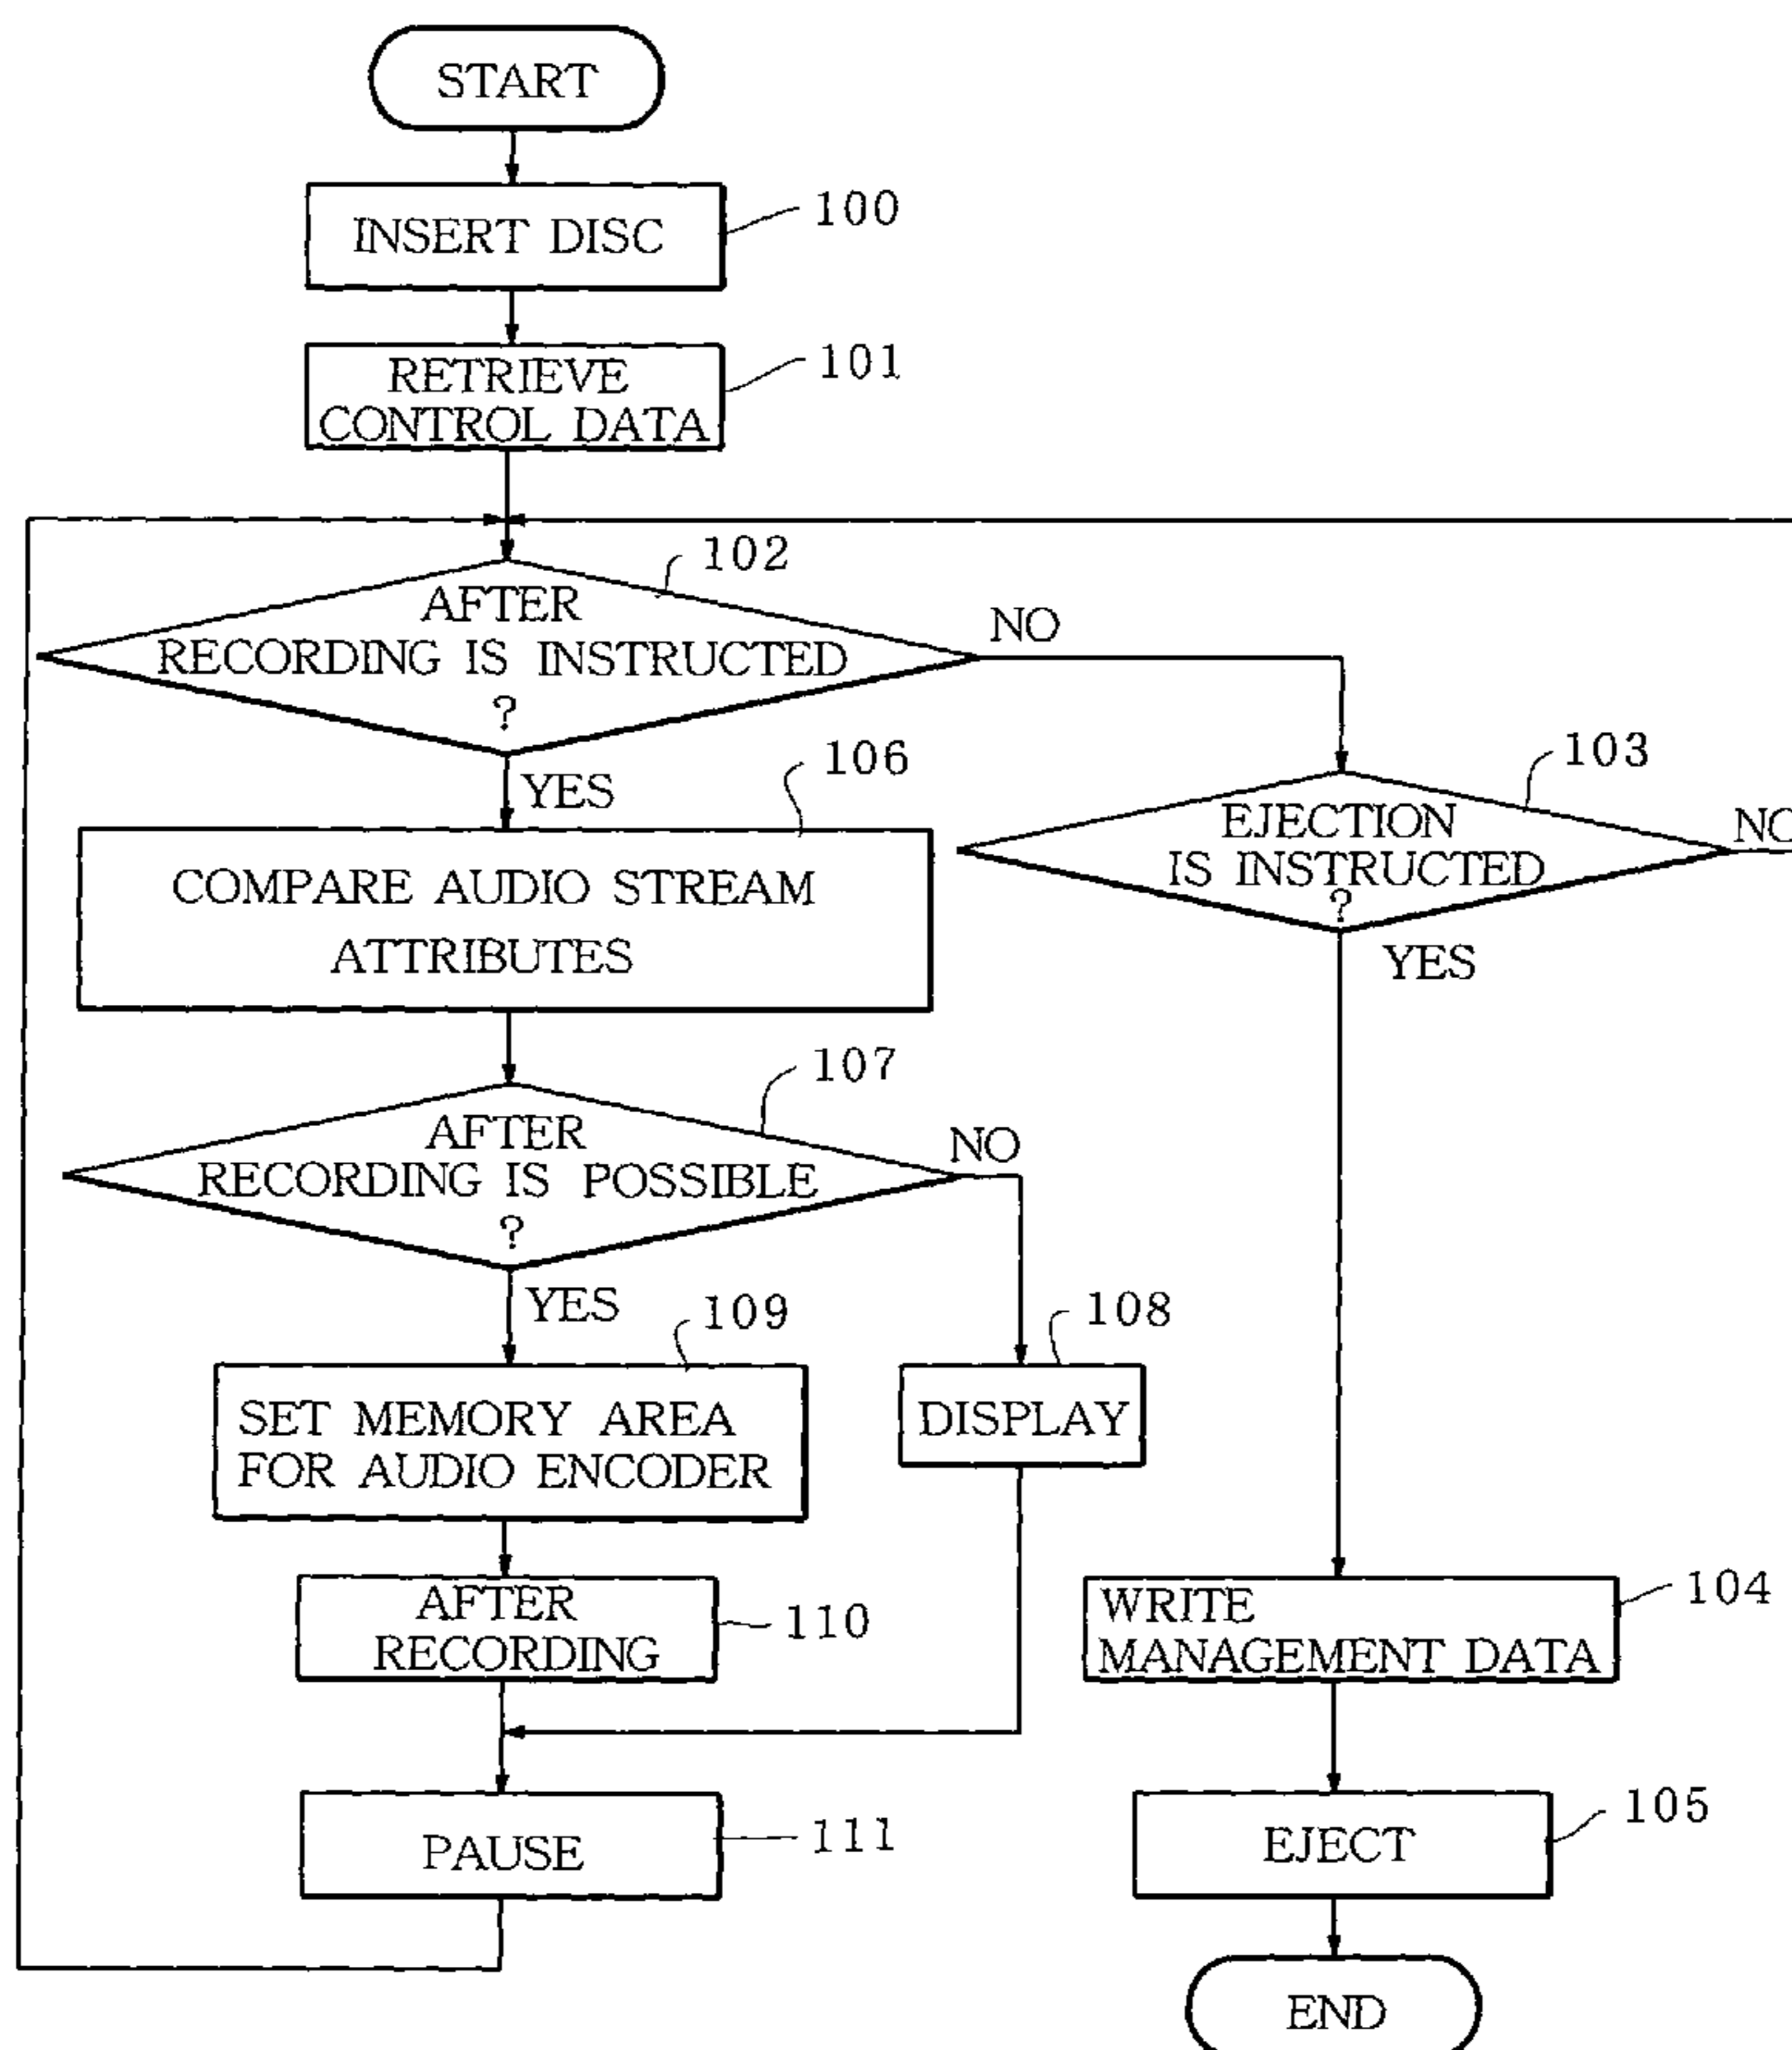 START
INSERT DISC
100
RETRIEVE
CONTROL DATA
101
102
AFTER
RECORDING IS INSTRUCTED
?
NO
YES
106
COMPARE AUDIO STREAM
ATTRIBUTES
103
EJECTION
IS INSTRUCTED
?
NO
YES
107
AFTER
RECORDING IS POSSIBLE
?
NO
YES
109
SET MEMORY AREA
FOR AUDIO ENCODER
108
DISPLAY
AFTER
RECORDING
110
WRITE
MANAGEMENT DATA
104
PAUSE
111
EJECT
105
END